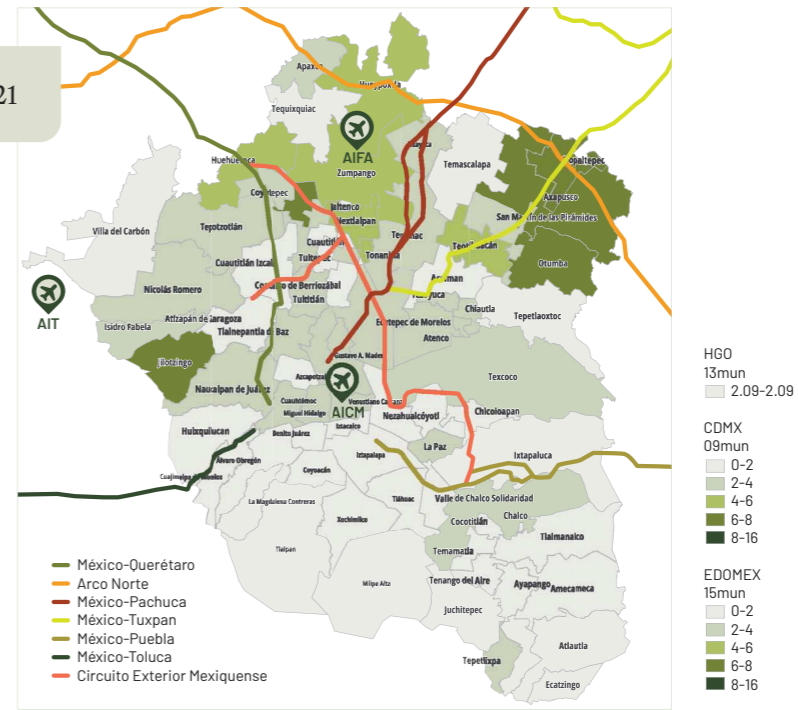 21
Apaxco
Hueypoxtla
Tequixquiac
AIFA
Zumpango
Temascalapa
Huehuetoca
Coyotepec
Axapusco
San Martín de las Pirámides
Jaltenco
Nextlalpan
Tepotzotlán
Villa del Carbón
Cuautitlán
Teotihuacán
Otumba
Cuautitlán Izcalli
Tultepec
Tonanitla
Nicolás Romero
Coacalco de Berriozábal
Tultitlán
Acolman
Tezoyuca
Chiautla
Tepetlaoxtoc
AIT
Atizapán de Zaragoza
Isidro Fabela
Tlalnepantla de Baz
Ecatepec de Morelos
Atenco
Jilotzingo
Gustavo A. Madero
Azcapotzalco
Texcoco
Naucalpan de Juárez
Cuauhtémoc
Venustiano Carranza
Miguel Hidalgo
AICM
Chicoloapan
Nezahualcóyotl
Iztacalco
Huixquilucan
Benito Juárez
La Paz
Iztapalapa
Ixtapaluca
Álvaro Obregón
Coyoacán
Cuajimalpa de Morelos
Tláhuac
Valle de Chalco Solidaridad
La Magdalena Contreras
Chalco
Xochimilco
Cocotitlán
Tlalmanalco
Tlalpan
Temamatla
Milpa Alta
Tenango del Aire
Ayapango
Amecameca
Juchitepec
Atlautla
Tepetlixpa
Ecatzingo
México-Querétaro
Arco Norte
México-Pachuca
México-Tuxpan
México-Puebla
México-Toluca
Circuito Exterior Mexiquense
HGO
13mun
2.09-2.09
CDMX
09mun
0-2
2-4
4-6
6-8
8-16
EDOMEX
15mun
0-2
2-4
4-6
6-8
8-16